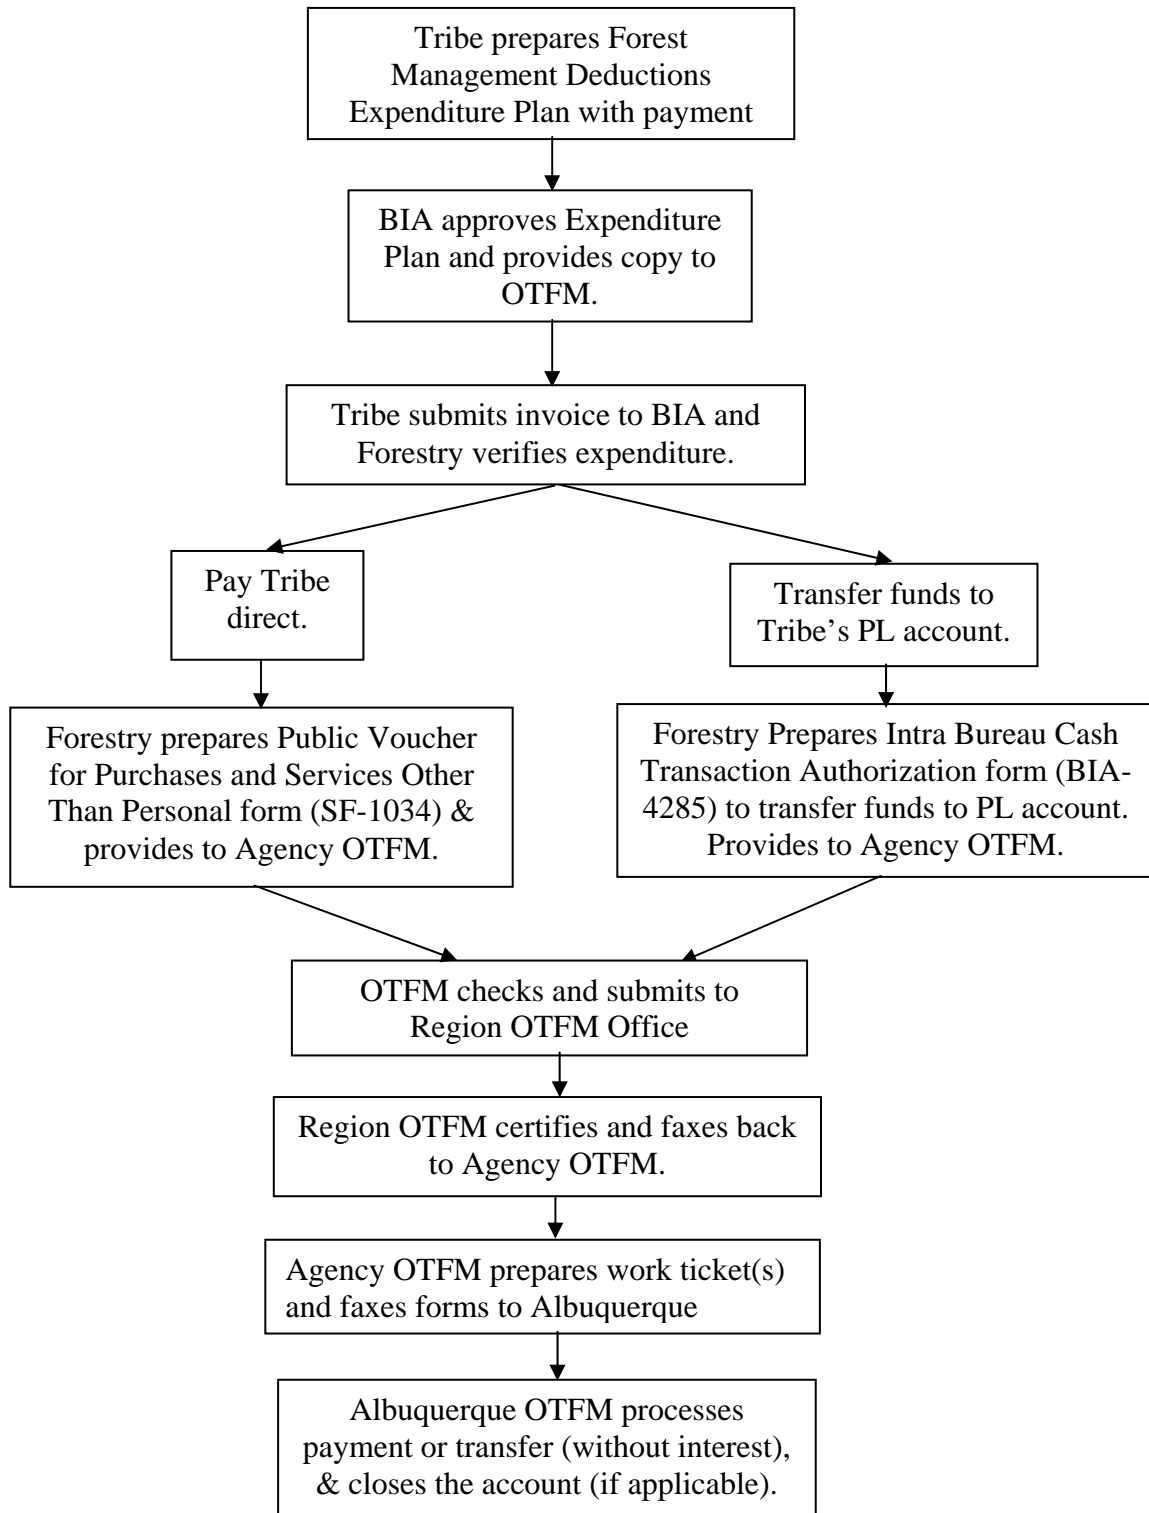 Tribe prepares Forest
Management Deductions
Expenditure Plan with payment
BIA approves Expenditure
Plan and provides copy to
OTFM.
Tribe submits invoice to BIA and
Forestry verifies expenditure.
Pay Tribe
direct.
Transfer funds to
Tribe’s PL account.
Forestry prepares Public Voucher
for Purchases and Services Other
Than Personal form (SF-1034) &
provides to Agency OTFM.
Forestry Prepares Intra Bureau Cash
Transaction Authorization form (BIA-
4285) to transfer funds to PL account.
Provides to Agency OTFM.
OTFM checks and submits to
Region OTFM Office
Region OTFM certifies and faxes back
to Agency OTFM.
Agency OTFM prepares work ticket(s)
and faxes forms to Albuquerque
Albuquerque OTFM processes
payment or transfer (without interest),
& closes the account (if applicable).